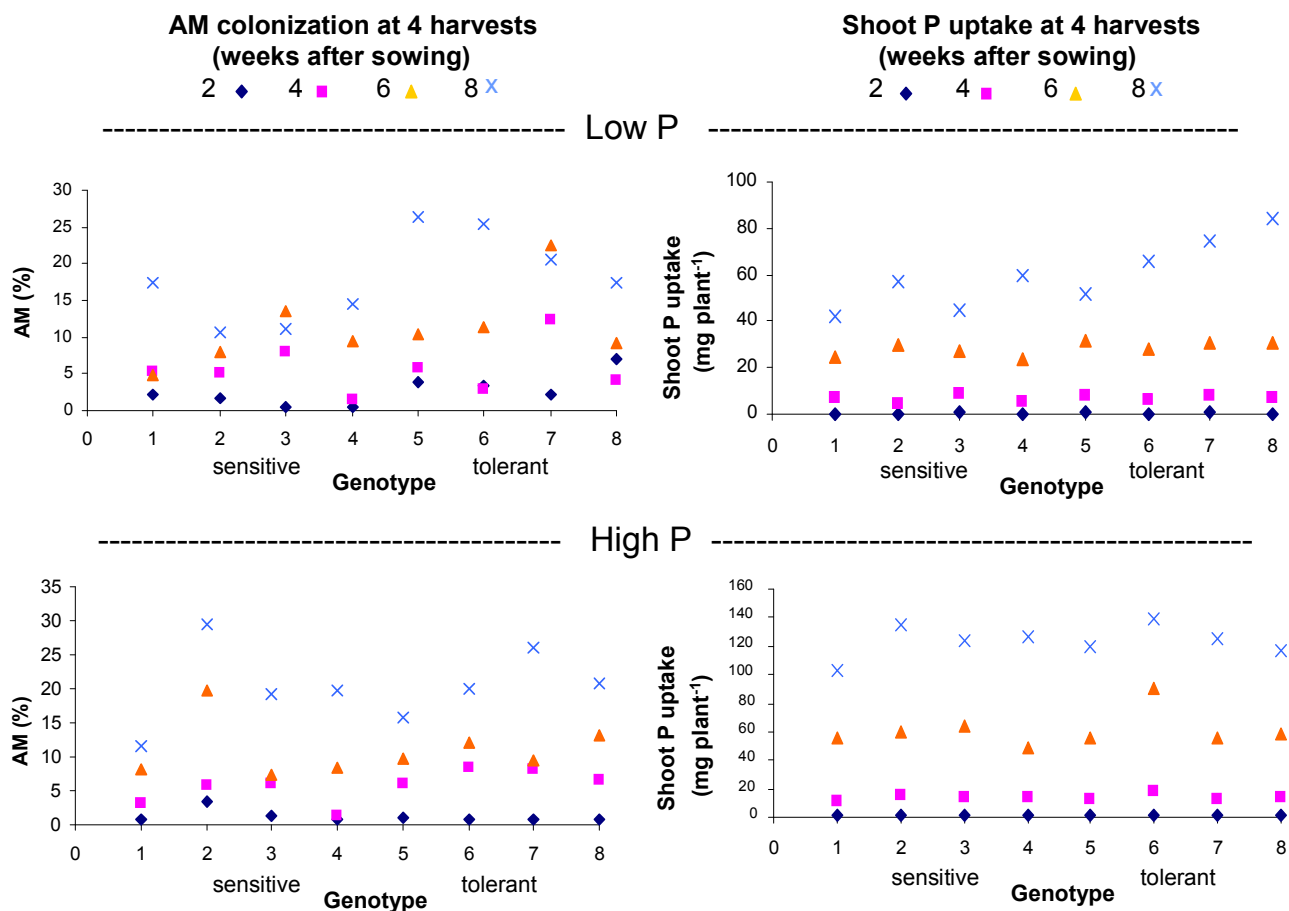 AM colonization at 4 harvests
(weeks after sowing)
2 4 6 8
Shoot P uptake at 4 harvests
(weeks after sowing)
2 4 6 8
Low P
30
25
20
15
10
5
0
AM (%)
0 1 2 3 4 5 6 7 8
sensitive tolerant
Genotype
100
80
60
40
20
0
Shoot P uptake
(mg plant-1)
0 1 2 3 4 5 6 7 8
sensitive tolerant
Genotype
High P
35
30
25
20
15
10
5
0
AM (%)
0 1 2 3 4 5 6 7 8
sensitive tolerant
Genotype
160
140
120
100
80
60
40
20
0
Shoot P uptake
(mg plant-1)
0 1 2 3 4 5 6 7 8
sensitive tolerant
Genotype